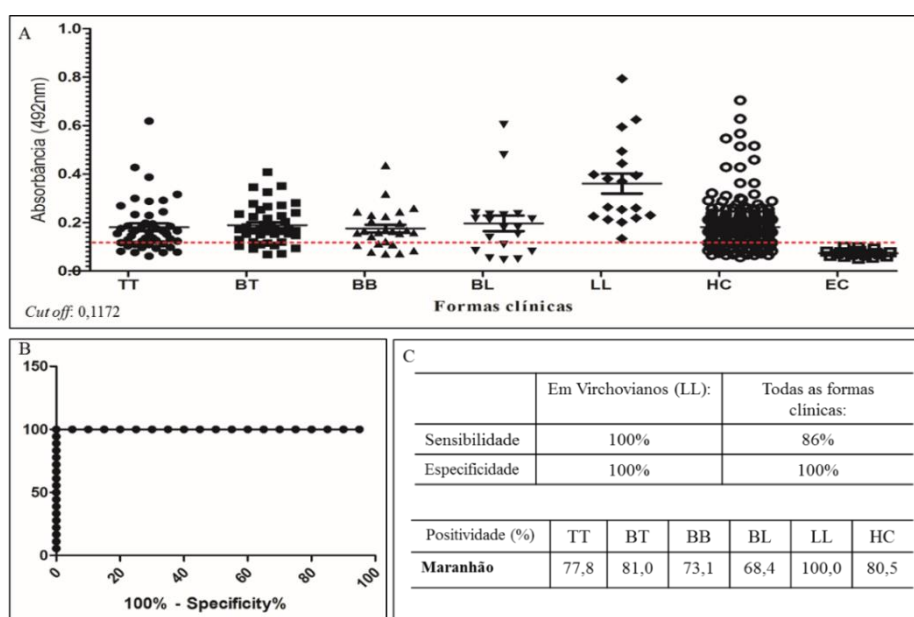 A
Absorbância (492nm)
1.0
0.8
0.6
0.4
0.2
0.0
TT BT BB BL LL HC EC
Formas clínicas
Cut off: 0,1172
B
150
100
50
0
0 20 40 60 80 100
100% - Specificity%
C
Em Virchovianos (LL): Todas as formas
clínicas:
Sensibilidade 100% 86%
Especificidade 100% 100%
Positividade (%) TT BT BB BL LL HC
Maranhão 77,8 81,0 73,1 68,4 100,0 80,5